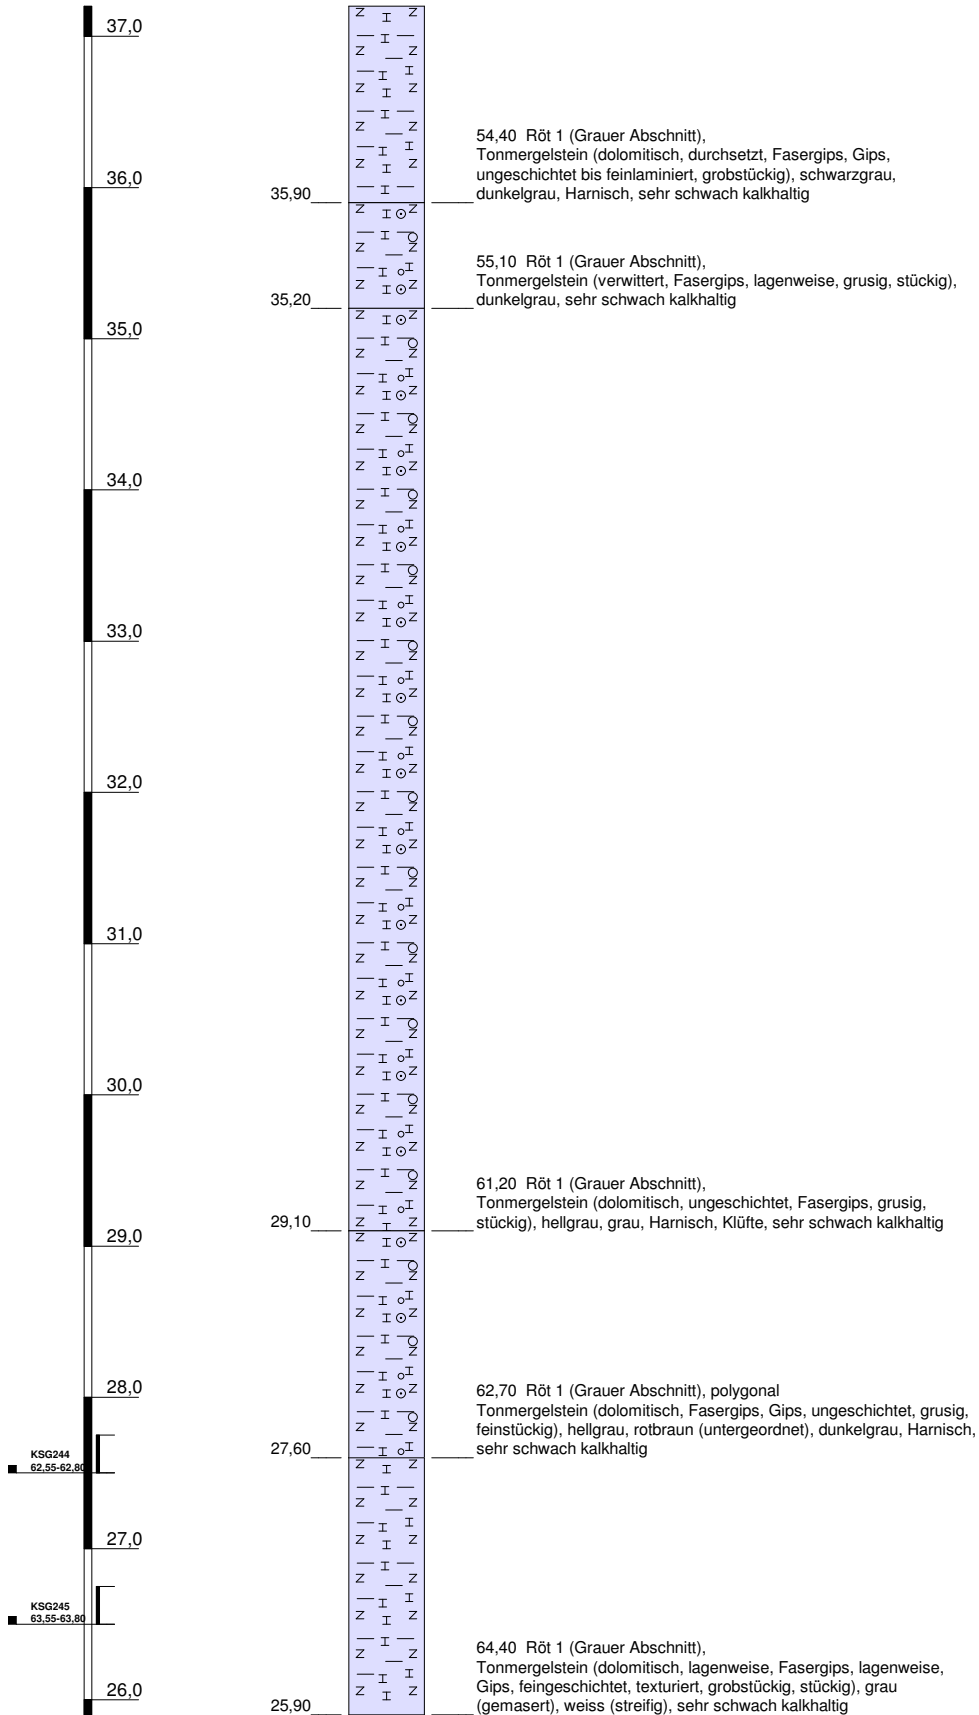 37,0
54,40 Röt 1 (Grauer Abschnitt),
Tonmergelstein (dolomitisch, durchsetzt, Fasergips, Gips,
ungeschichtet bis feinlaminiert, grobstückig), schwarzgrau,
dunkelgrau, Harnisch, sehr schwach kalkhaltig
36,0
35,90
55,10 Röt 1 (Grauer Abschnitt),
Tonmergelstein (verwittert, Fasergips, lagenweise, grusig, stückig),
dunkelgrau, sehr schwach kalkhaltig
35,20
35,0
34,0
33,0
32,0
31,0
30,0
61,20 Röt 1 (Grauer Abschnitt),
Tonmergelstein (dolomitisch, ungeschichtet, Fasergips, grusig,
stückig), hellgrau, grau, Harnisch, Klüfte, sehr schwach kalkhaltig
29,10
29,0
28,0
62,70 Röt 1 (Grauer Abschnitt), polygonal
Tonmergelstein (dolomitisch, Fasergips, Gips, ungeschichtet, grusig,
feinstückig), hellgrau, rotbraun (untergeordnet), dunkelgrau, Harnisch,
sehr schwach kalkhaltig
27,60
KSG244
62,55-62,80
27,0
KSG245
63,55-63,80
64,40 Röt 1 (Grauer Abschnitt),
Tonmergelstein (dolomitisch, lagenweise, Fasergips, lagenweise,
Gips, feingeschichtet, texturiert, grobstückig, stückig), grau
(gemasert), weiss (streifig), sehr schwach kalkhaltig
26,0
25,90